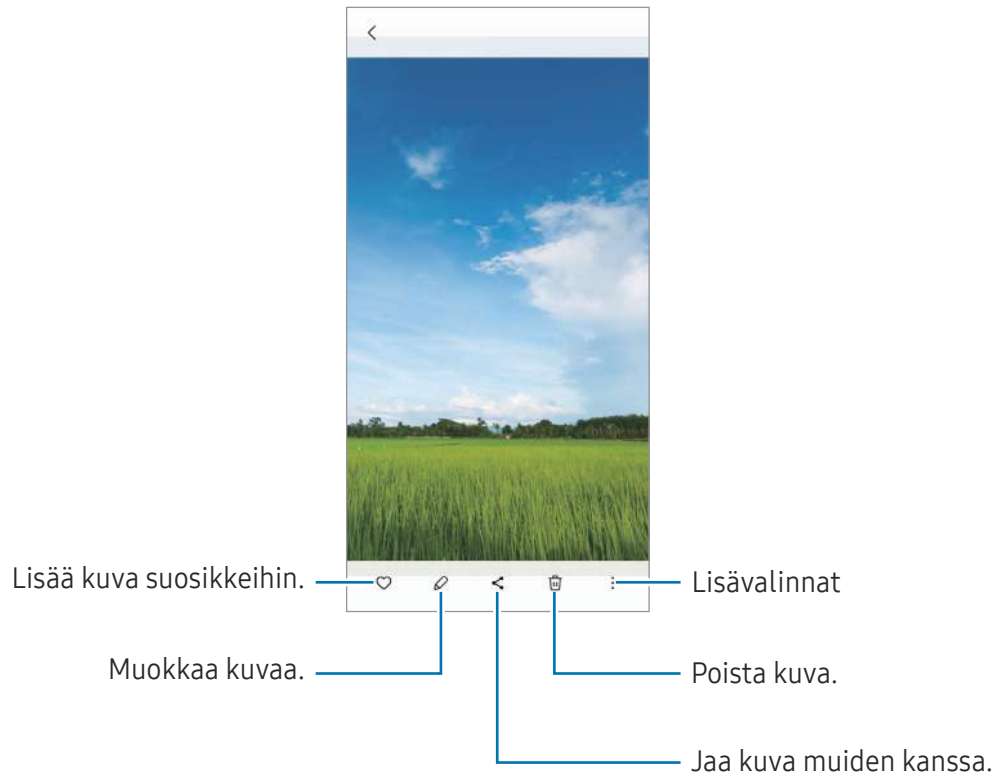 Lisää kuva suosikkeihin.
Lisävalinnat
Muokkaa kuvaa.
Poista kuva.
Jaa kuva muiden kanssa.